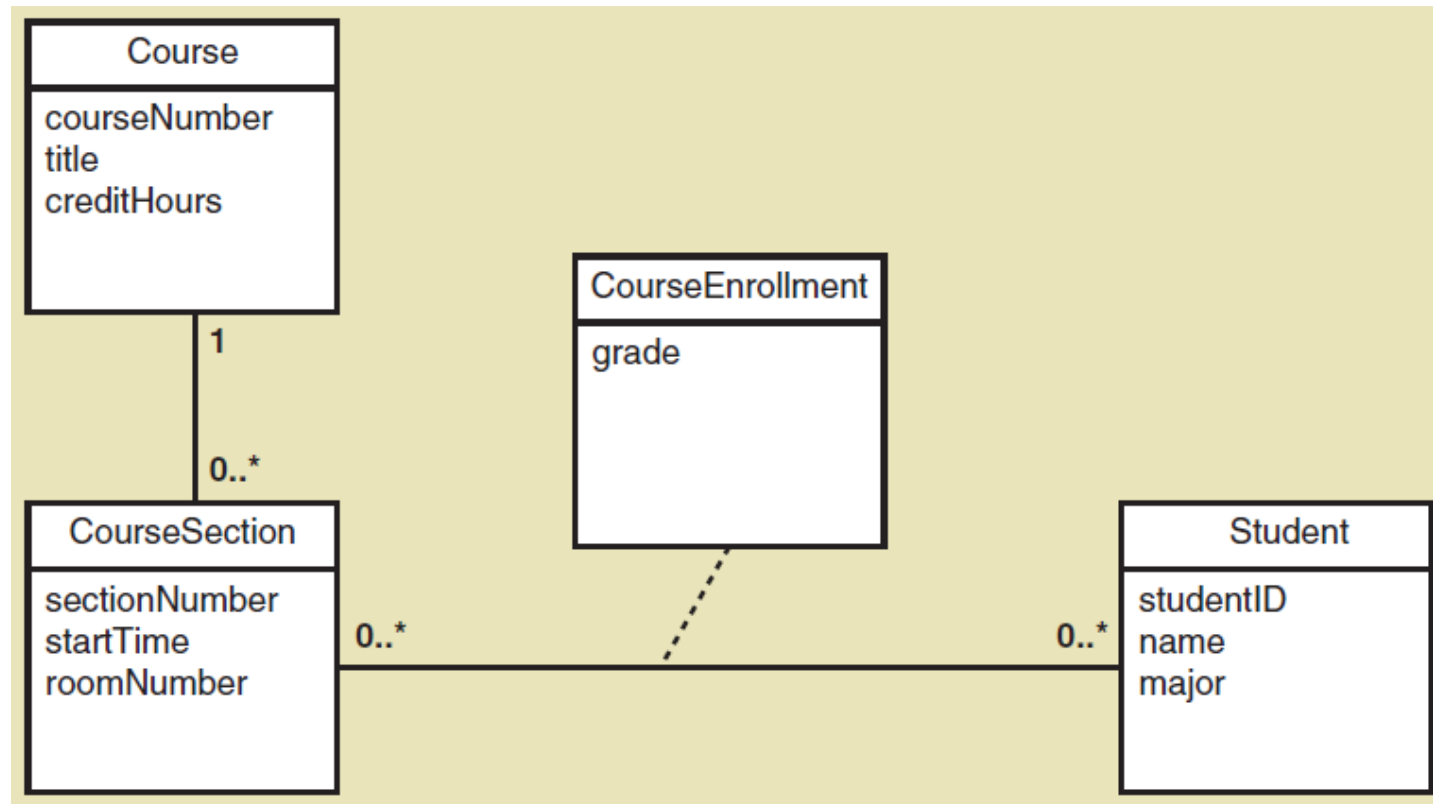 Course
courseNumber
title
creditHours
1
0..*
CourseEnrollment
grade
CourseSection
sectionNumber
startTime
roomNumber
0..*
0..*
Student
studentID
name
major